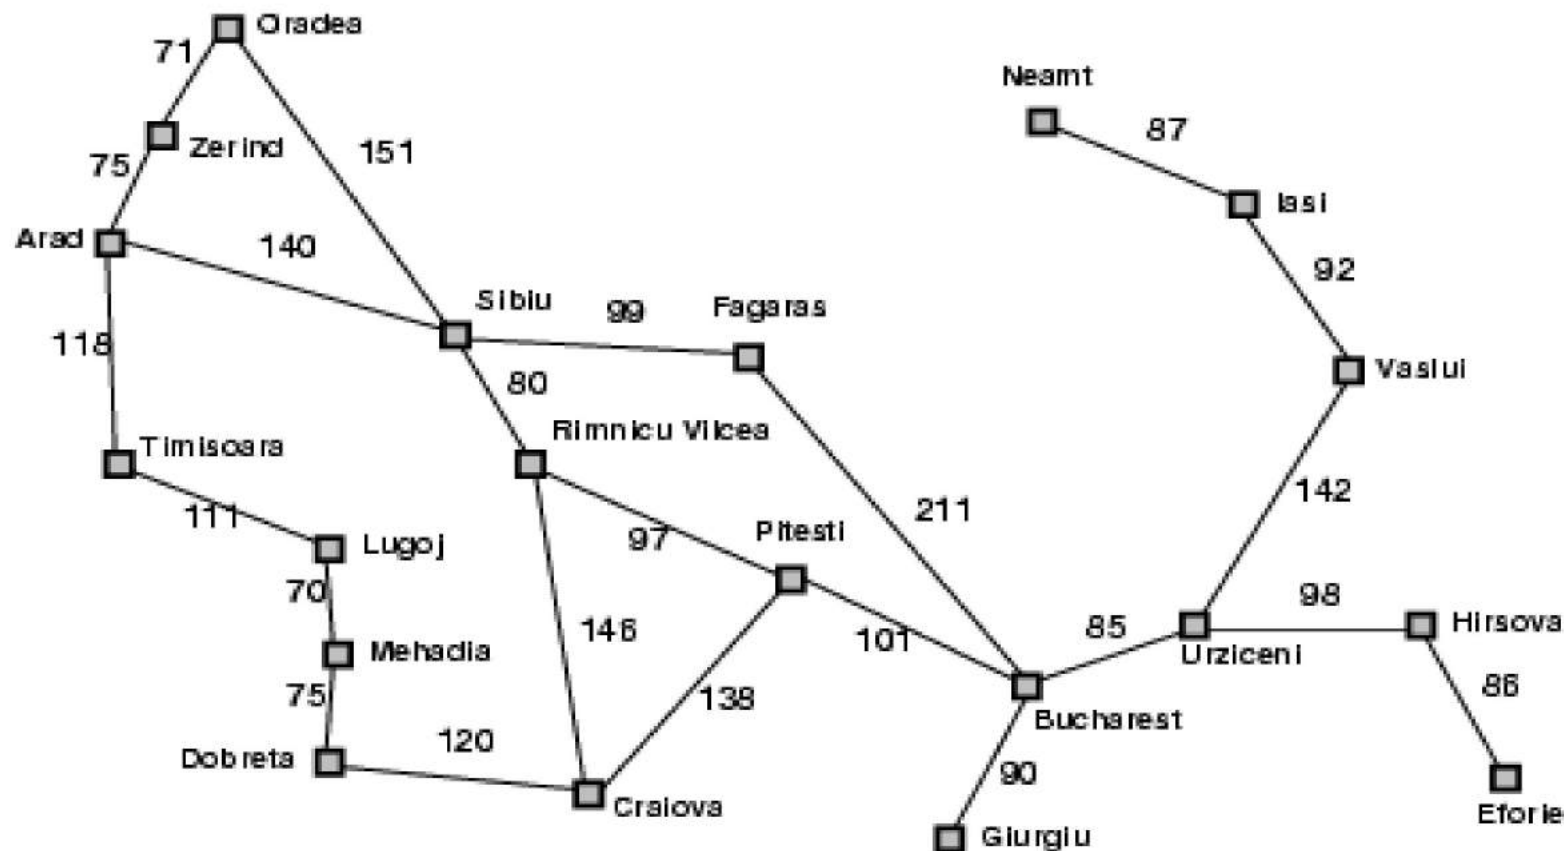 Oradea
71
Neamt
87
Zerind
151
75
Iasi
Arad
140
92
Sibiu
99
Fagaras
118
Vaslui
80
Rimnicu Vilcea
Timisoara
142
211
111
97
Pitesti
Lugoj
70
98
146
101
85
Hirsova
Mehadia
Urziceni
75
138
86
Bucharest
120
Dobreta
90
Craiova
Eforie
Giurgiu